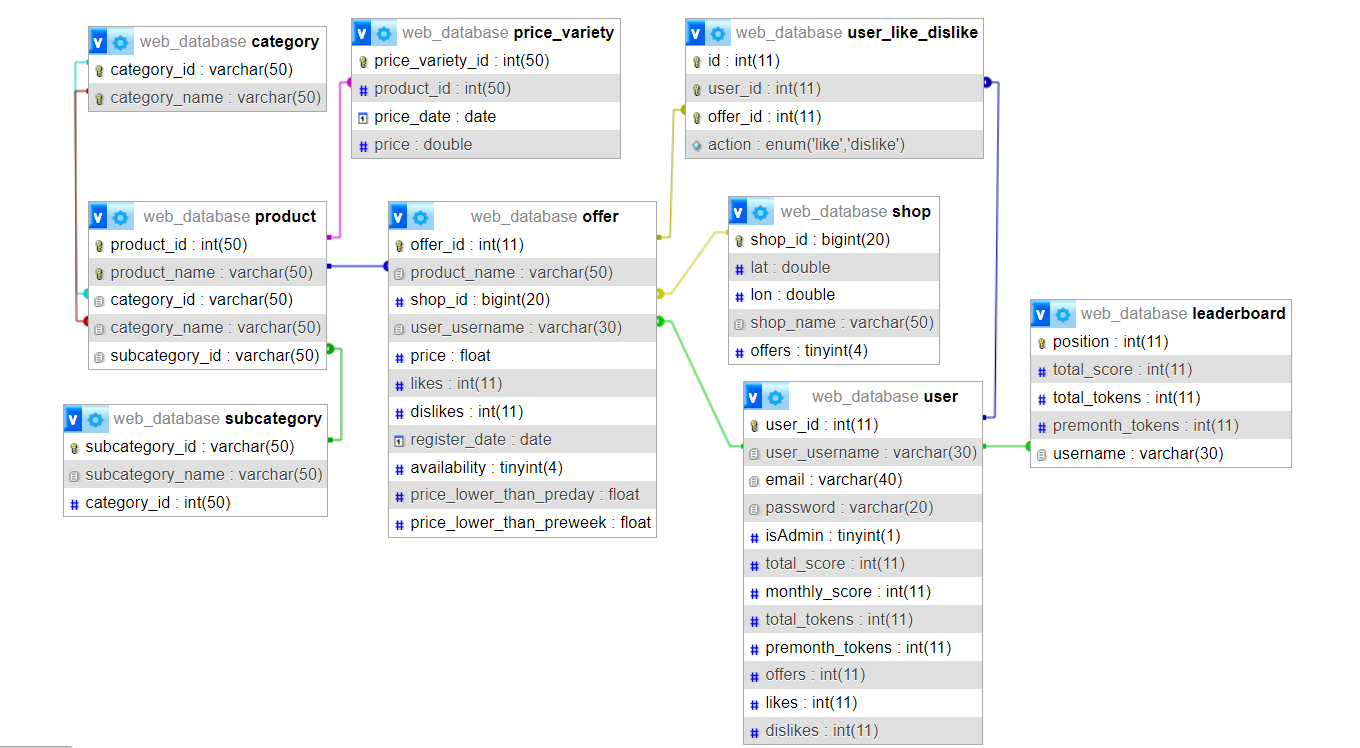 web_database category
category_id : varchar(50)
category_name : varchar(50)
web_database price_variety
price_variety_id : int(50)
product_id : int(50)
price_date : date
price : double
web_database user_like_dislike
id : int(11)
user_id : int(11)
offer_id : int(11)
action : enum('like','dislike')
web_database product
product_id : int(50)
product_name : varchar(50)
category_id : varchar(50)
category_name : varchar(50)
subcategory_id : varchar(50)
web_database offer
offer_id : int(11)
product_name : varchar(50)
shop_id : bigint(20)
user_username : varchar(30)
price : float
likes : int(11)
dislikes : int(11)
register_date : date
availability : tinyint(4)
price_lower_than_preday : float
price_lower_than_preweek : float
web_database shop
shop_id : bigint(20)
lat : double
lon : double
shop_name : varchar(50)
offers : tinyint(4)
web_database leaderboard
position : int(11)
total_score : int(11)
total_tokens : int(11)
premonth_tokens : int(11)
username : varchar(30)
web_database subcategory
subcategory_id : varchar(50)
subcategory_name : varchar(50)
category_id : int(50)
web_database user
user_id : int(11)
user_username : varchar(30)
email : varchar(40)
password : varchar(20)
isAdmin : tinyint(1)
total_score : int(11)
monthly_score : int(11)
total_tokens : int(11)
premonth_tokens : int(11)
offers : int(11)
likes : int(11)
dislikes : int(11)